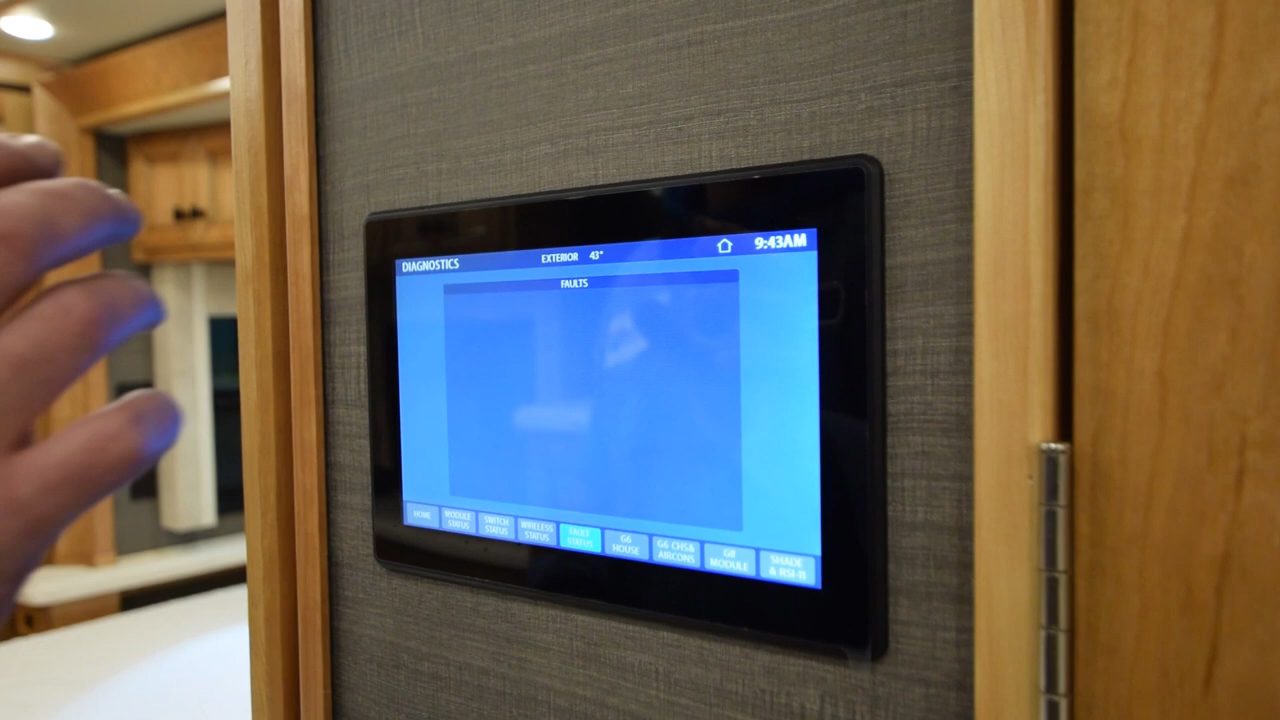 DIAGNOSTICS EXTERIOR 43° 9:43AM
FAULTS
HOME
MODULE
STATUS
SWITCH
STATUS
WIRELESS
STATUS
FAULT
STATUS
G6
HOUSE
G6 CHS&
AIRCONS
G8
MODULE
SHADE
& RSI-II